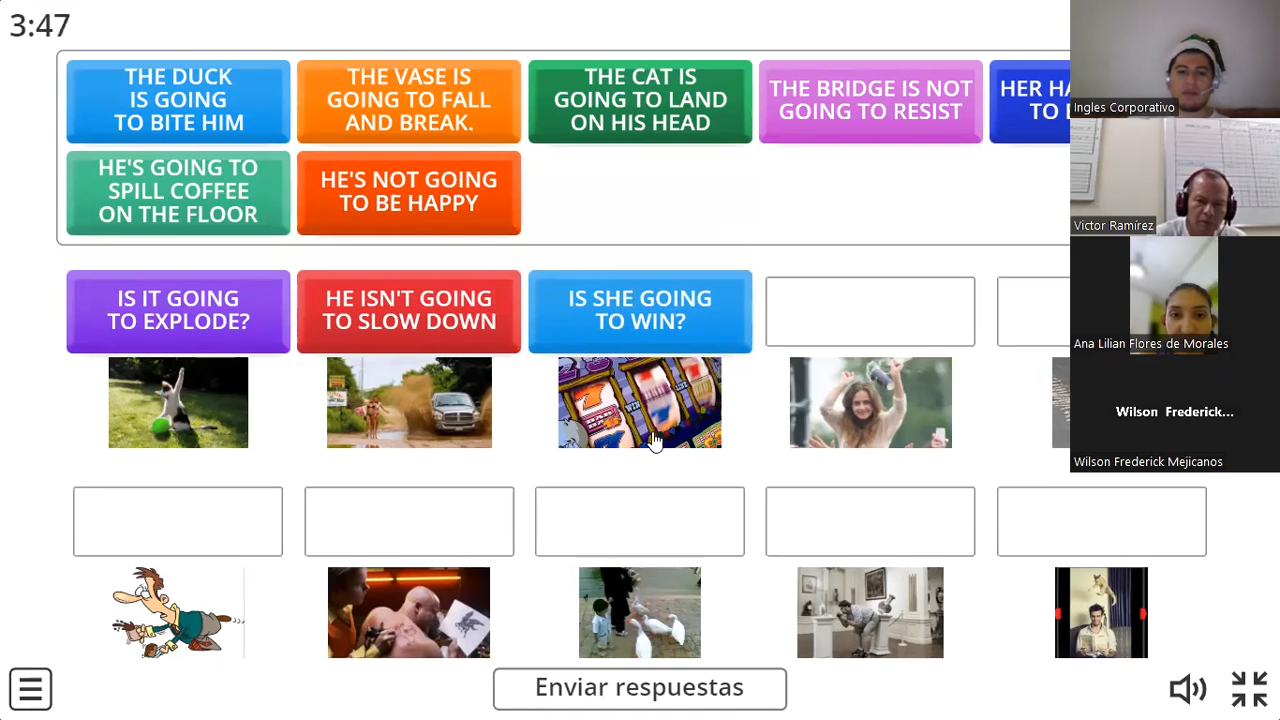 3:47
THE DUCK
IS GOING
TO BITE HIM
THE VASE IS
GOING TO FALL
AND BREAK.
THE CAT IS
GOING TO LAND
ON HIS HEAD
THE BRIDGE IS NOT
GOING TO RESIST
HER
TO
Ingles Corporativo
HE'S GOING TO
SPILL COFFEE
ON THE FLOOR
HE'S NOT GOING
TO BE HAPPY
Victor Ramírez
IS IT GOING
TO EXPLODE?
HE ISN'T GOING
TO SLOW DOWN
IS SHE GOING
TO WIN?
Ana Lilian Flores de Morales
Wilson Frederick...
Wilson Frederick Mejicanos
Enviar respuestas